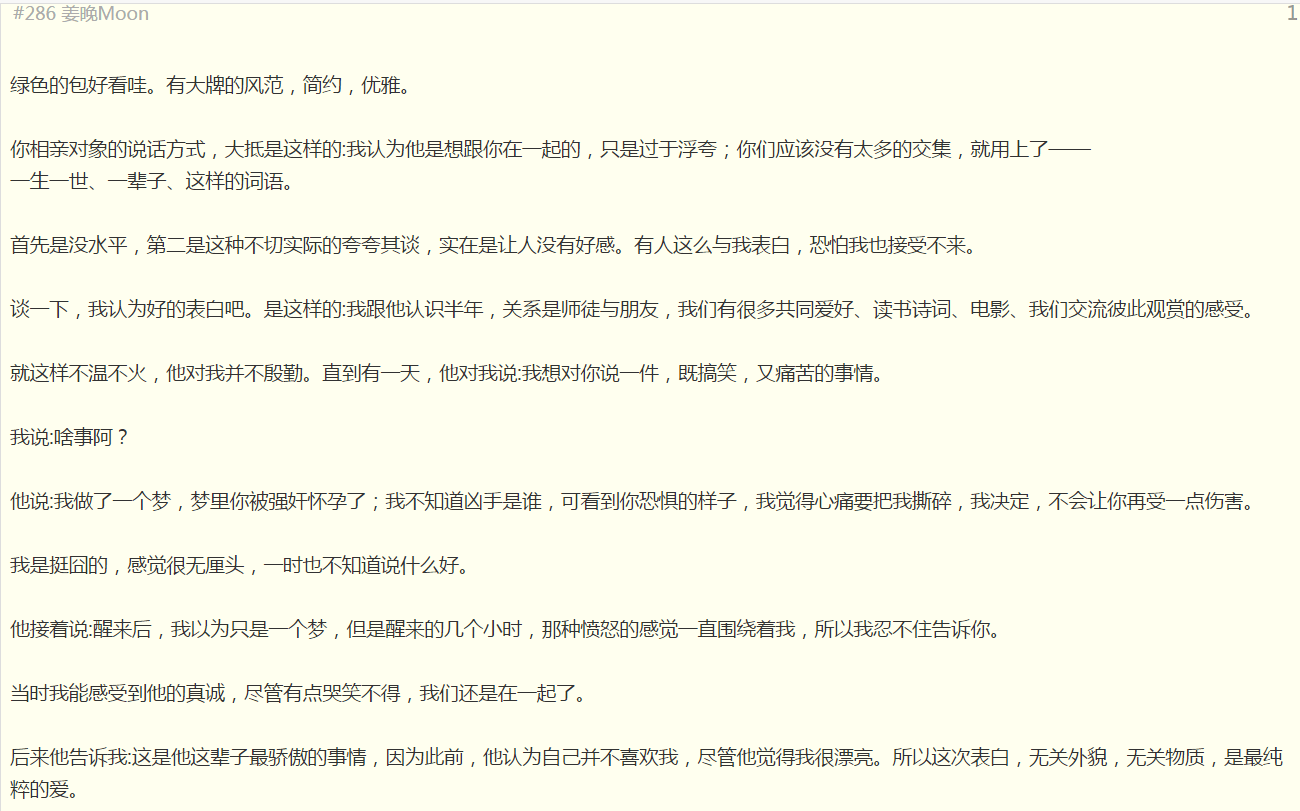 #286 姜晚Moon
1
绿色的包好看哇。有大牌的风范，简约，优雅。
你相亲对象的说话方式，大抵是这样的:我认为他是想跟你在一起的，只是过于浮夸；你们应该没有太多的交集，就用上了——
一生一世、一辈子、这样的词语。
首先是没水平，第二是这种不切实际的夸夸其谈，实在是让人没有好感。有人这么与我表白，恐怕我也接受不来。
谈一下，我认为好的表白吧。是这样的:我跟他认识半年，关系是师徒与朋友，我们有很多共同爱好、读书诗词、电影、我们交流彼此观赏的感受。
就这样不温不火，他对我并不殷勤。直到有一天，他对我说:我想对你说一件，既搞笑，又痛苦的事情。
我说:啥事阿？
他说:我做了一个梦，梦里你被强奸怀孕了；我不知道凶手是谁，可看到你恐惧的样子，我觉得心痛要把我撕碎，我决定，不会让你再受一点伤害。
我是挺囧的，感觉很无厘头，一时也不知道说什么好。
他接着说:醒来后，我以为只是一个梦，但是醒来的几个小时，那种愤怒的感觉一直围绕着我，所以我忍不住告诉你。
当时我能感受到他的真诚，尽管有点哭笑不得，我们还是在一起了。
后来他告诉我:这是他这辈子最骄傲的事情，因为此前，他认为自己并不喜欢我，尽管他觉得我很漂亮。所以这次表白，无关外貌，无关物质，是最纯
粹的爱。